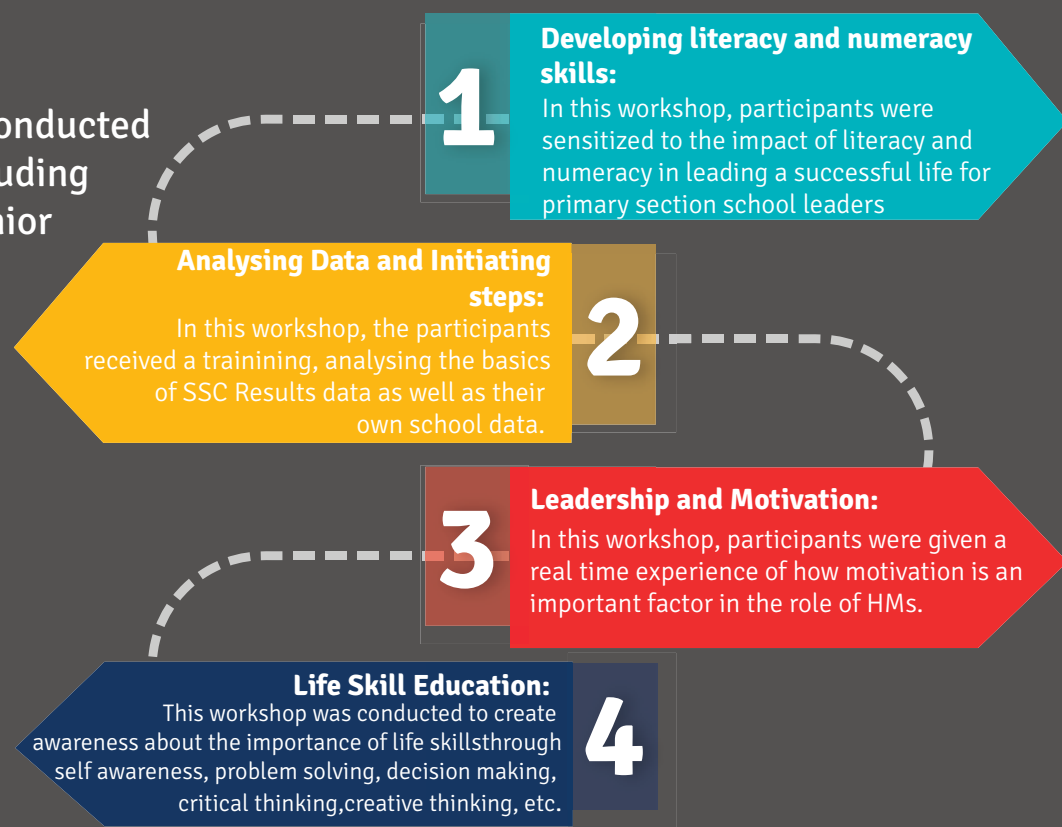 onducted
uding
nior
1
Developing literacy and numeracy
skills:
In this workshop, participants were
sensitized to the impact of literacy and
numeracy in leading a successful life for
primary section school leaders
Analysing Data and Initiating
steps:
In this workshop, the participants
received a trainining, analysing the basics
of SSC Results data as well as their
own school data.
2
3
Leadership and Motivation:
In this workshop, participants were given a
real time experience of how motivation is an
important factor in the role of HMs.
Life Skill Education:
This workshop was conducted to create
awareness about the importance of life skillsthrough
self awareness, problem solving, decision making,
critical thinking,creative thinking, etc.
4